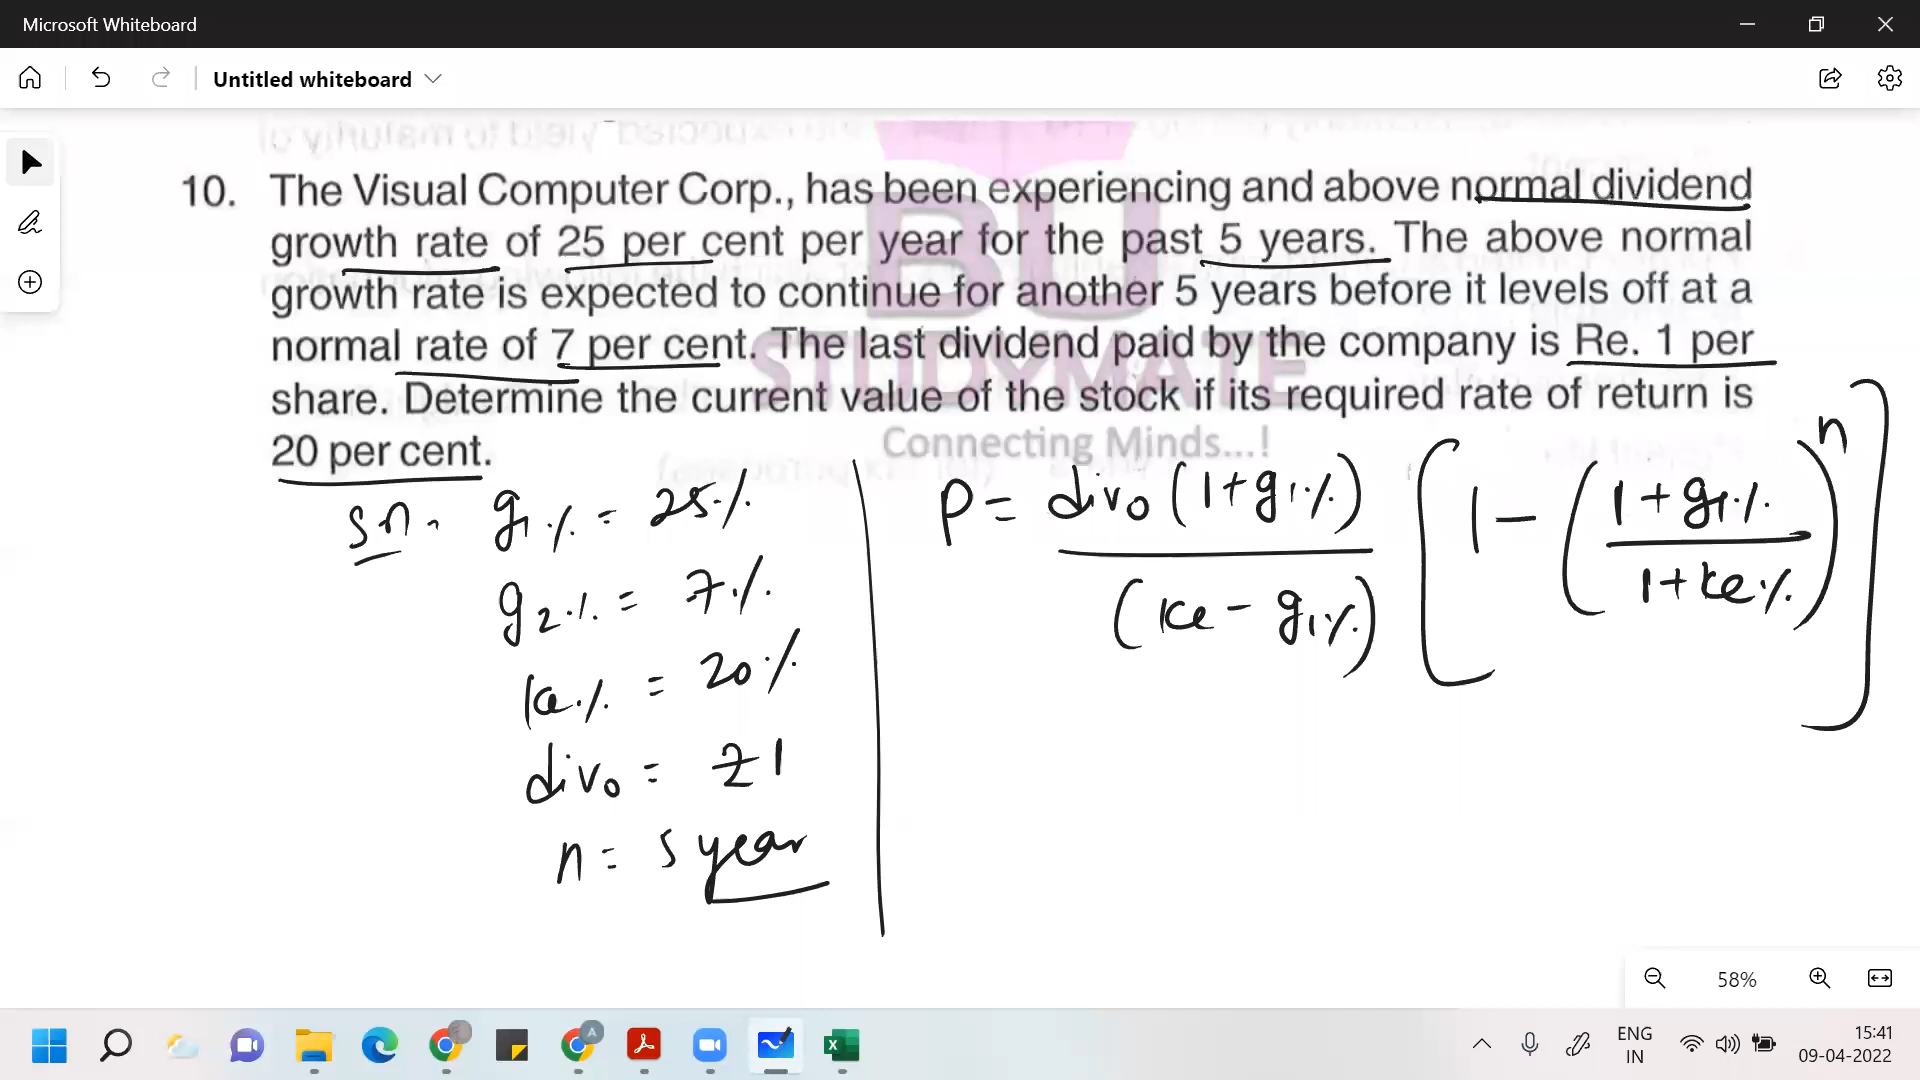 Microsoft Whiteboard
Untitled whiteboard
10. The Visual Computer Corp., has been experiencing and above normal dividend
growth rate of 25 per cent per year for the past 5 years. The above normal
growth rate is expected to continue for another 5 years before it levels off at a
normal rate of 7 per cent. The last dividend paid by the company is Re. 1 per
share. Determine the current value of the stock if its required rate of return is
20 per cent.
BU
STUDYMATE
Connecting Minds...!
Sn. g₁% = 25%
g₂% = 7%
ke% = 20%
div₀ = ₹1
n = 5 year
P = div₀ (1+g₁%) / (ke - g₁%) [1 - ((1+g₁%) / (1+ke%))ⁿ]
58%
ENG
IN
15:41
09-04-2022